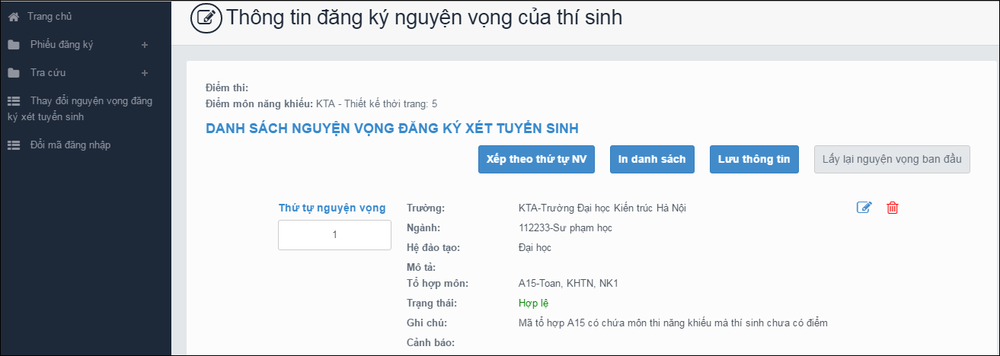 Trang chủ
Phiếu đăng ký +
Tra cứu +
Thay đổi nguyện vọng đăng
ký xét tuyển sinh
Đổi mã đăng nhập
Thông tin đăng ký nguyện vọng của thí sinh
Điểm thi:
Điểm môn năng khiếu: KTA - Thiết kế thời trang: 5
DANH SÁCH NGUYỆN VỌNG ĐĂNG KÝ XÉT TUYỂN SINH
Xếp theo thứ tự NV In danh sách Lưu thông tin Lấy lại nguyện vọng ban đầu
Thứ tự nguyện vọng
1
Trường: KTA-Trường Đại học Kiến trúc Hà Nội
Ngành: 112233-Sư phạm học
Hệ đào tạo: Đại học
Mô tả:
Tổ hợp môn: A15-Toan, KHTN, NK1
Trạng thái: Hợp lệ
Ghi chú: Mã tổ hợp A15 có chứa môn thi năng khiếu mà thí sinh chưa có điểm
Cảnh báo: